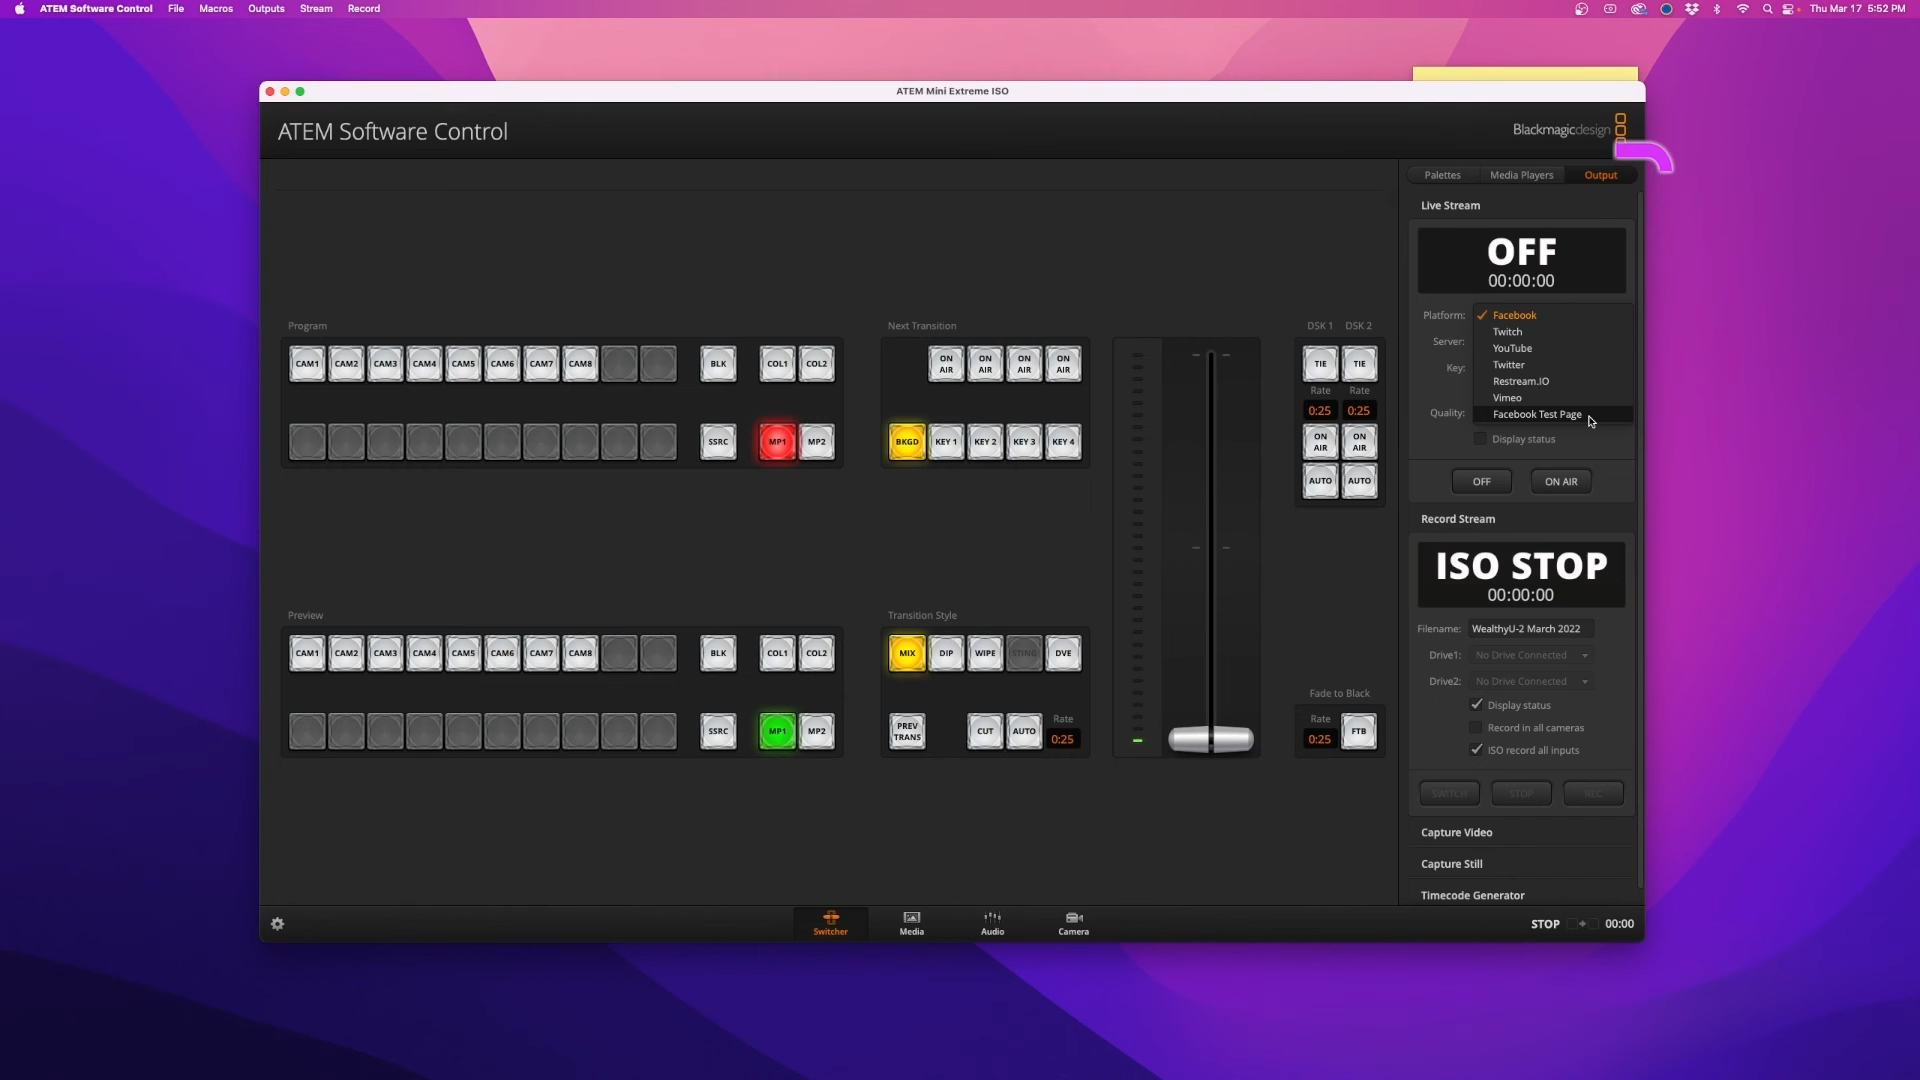 ATEM Software Control File Macros Outputs Stream Record Thu Mar 17 5:52 PM
ATEM Mini Extreme ISO
ATEM Software Control
Blackmagicdesign
Palettes Media Players Output
Live Stream
OFF
00:00:00
Platform: ✓ Facebook
Twitch
Server:
YouTube
Twitter
Key:
Restream.IO
Vimeo
Quality: Facebook Test Page
Display status
OFF ON AIR
Program
CAM1 CAM2 CAM3 CAM4 CAM5 CAM6 CAM7 CAM8 BLK COL1 COL2
SSRC MP1 MP2
Next Transition
ON AIR ON AIR ON AIR ON AIR
BKGD KEY 1 KEY 2 KEY 3 KEY 4
DSK 1 DSK 2
TIE TIE
Rate Rate
0:25 0:25
ON AIR ON AIR
AUTO AUTO
Record Stream
ISO STOP
00:00:00
Filename: WealthyU-2 March 2022
Drive1: No Drive Connected
Drive2: No Drive Connected
Display status
Record in all cameras
ISO record all inputs
SWITCH STOP REC
Preview
CAM1 CAM2 CAM3 CAM4 CAM5 CAM6 CAM7 CAM8 BLK COL1 COL2
SSRC MP1 MP2
Transition Style
MIX DIP WIPE STING DVE
PREV TRANS CUT AUTO Rate 0:25
Fade to Black
Rate
0:25 FTB
Capture Video
Capture Still
Timecode Generator
Switcher Media Audio Camera
STOP 00:00